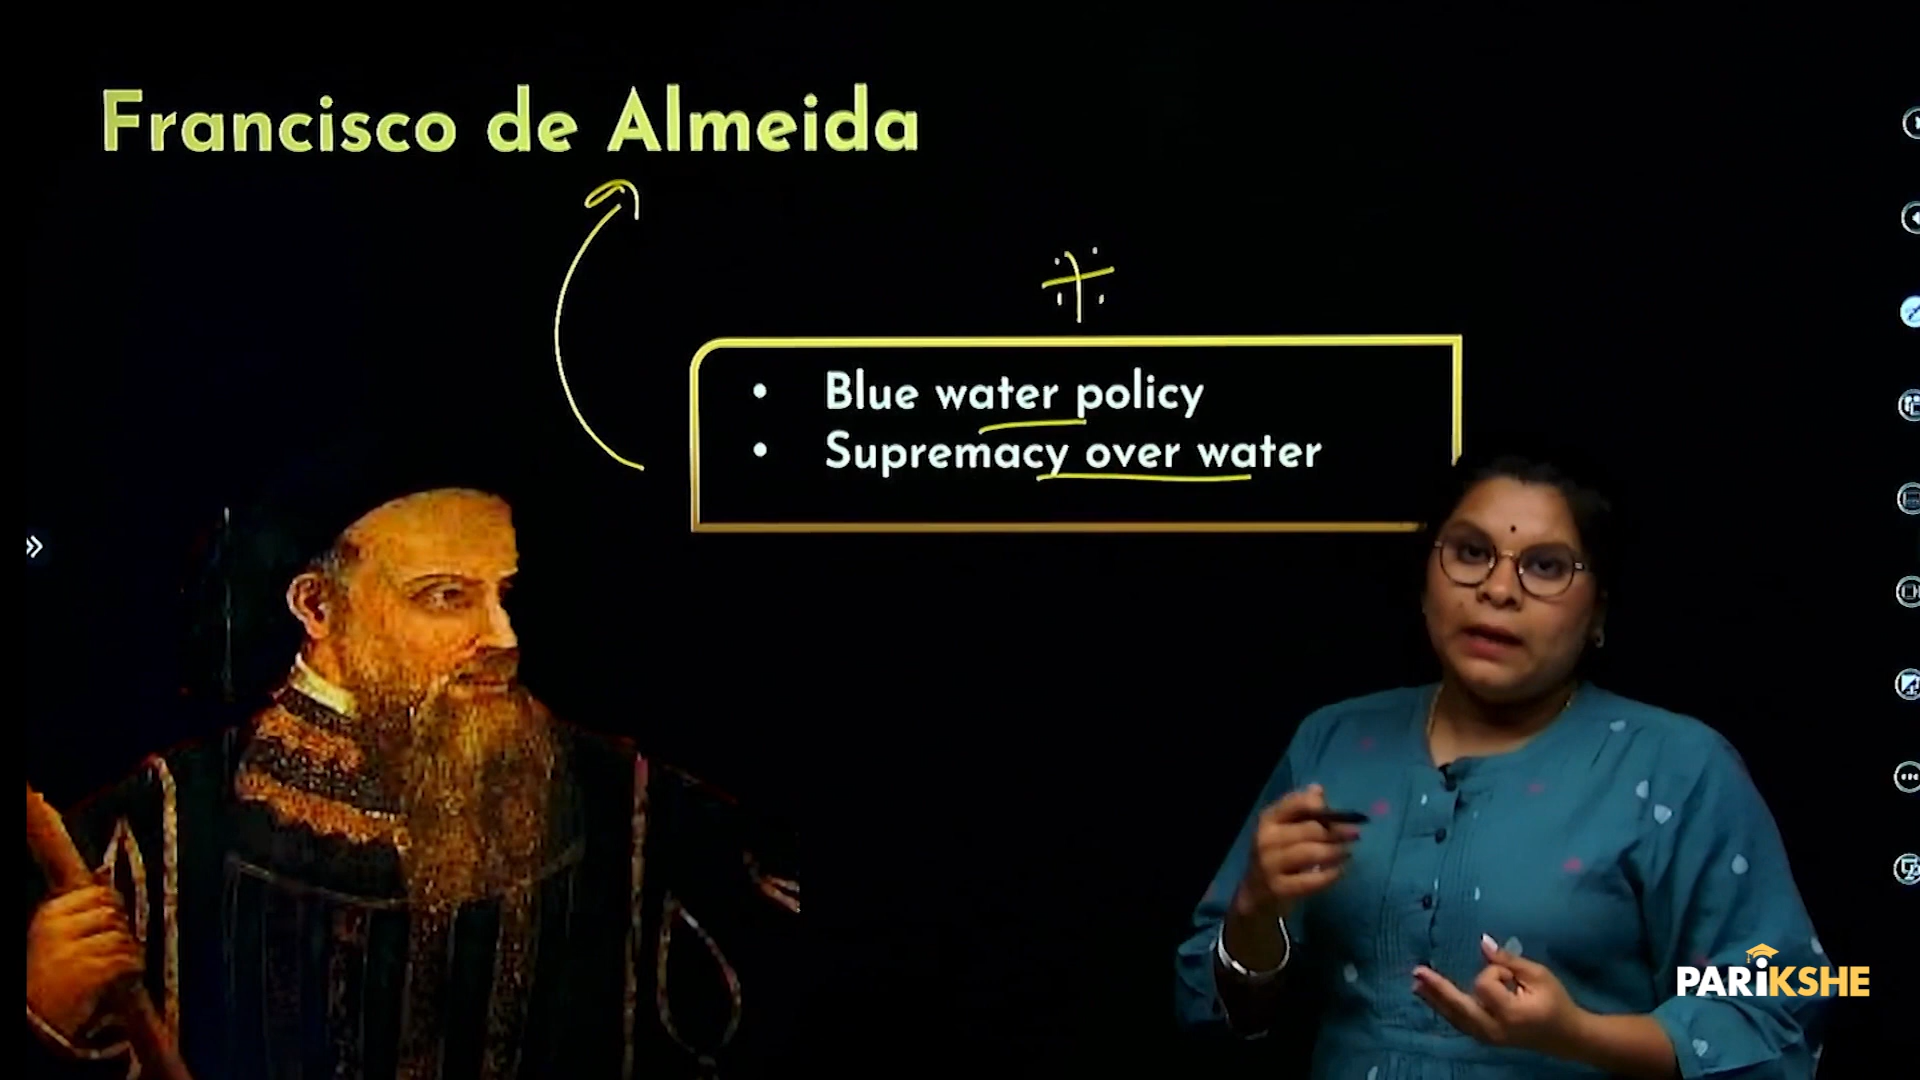 Francisco de Almeida
• Blue water policy
• Supremacy over water
PARiKSHE